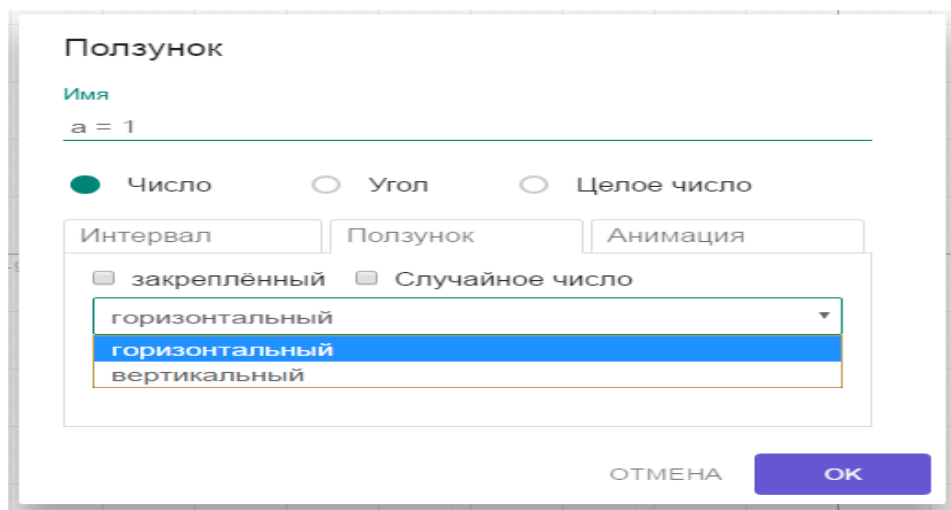 Ползунок
Имя
a = 1
Число Угол Целое число
Интервал Ползунок Анимация
закреплённый Случайное число
горизонтальный
горизонтальный
вертикальный
ОТМЕНА OK